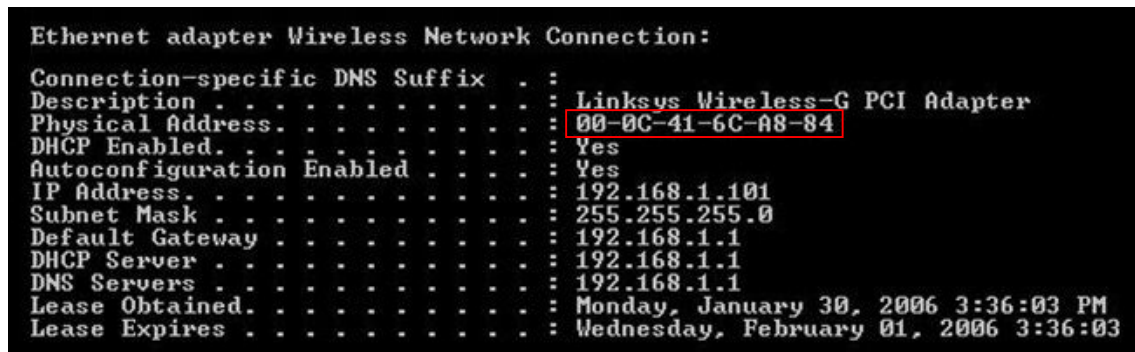 Ethernet adapter Wireless Network Connection:
Connection-specific DNS Suffix . :
Description . . . . . . . . . . . : Linksys Wireless-G PCI Adapter
Physical Address. . . . . . . . . : 00-0C-41-6C-A8-84
DHCP Enabled. . . . . . . . . . . : Yes
Autoconfiguration Enabled . . . . : Yes
IP Address. . . . . . . . . . . . : 192.168.1.101
Subnet Mask . . . . . . . . . . . : 255.255.255.0
Default Gateway . . . . . . . . . : 192.168.1.1
DHCP Server . . . . . . . . . . . : 192.168.1.1
DNS Servers . . . . . . . . . . . : 192.168.1.1
Lease Obtained. . . . . . . . . . : Monday, January 30, 2006 3:36:03 PM
Lease Expires . . . . . . . . . . : Wednesday, February 01, 2006 3:36:03